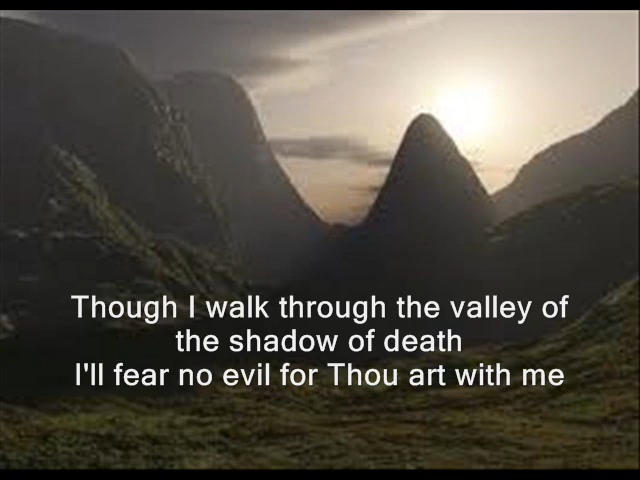 Though I walk through the valley of
the shadow of death
I'll fear no evil for Thou art with me